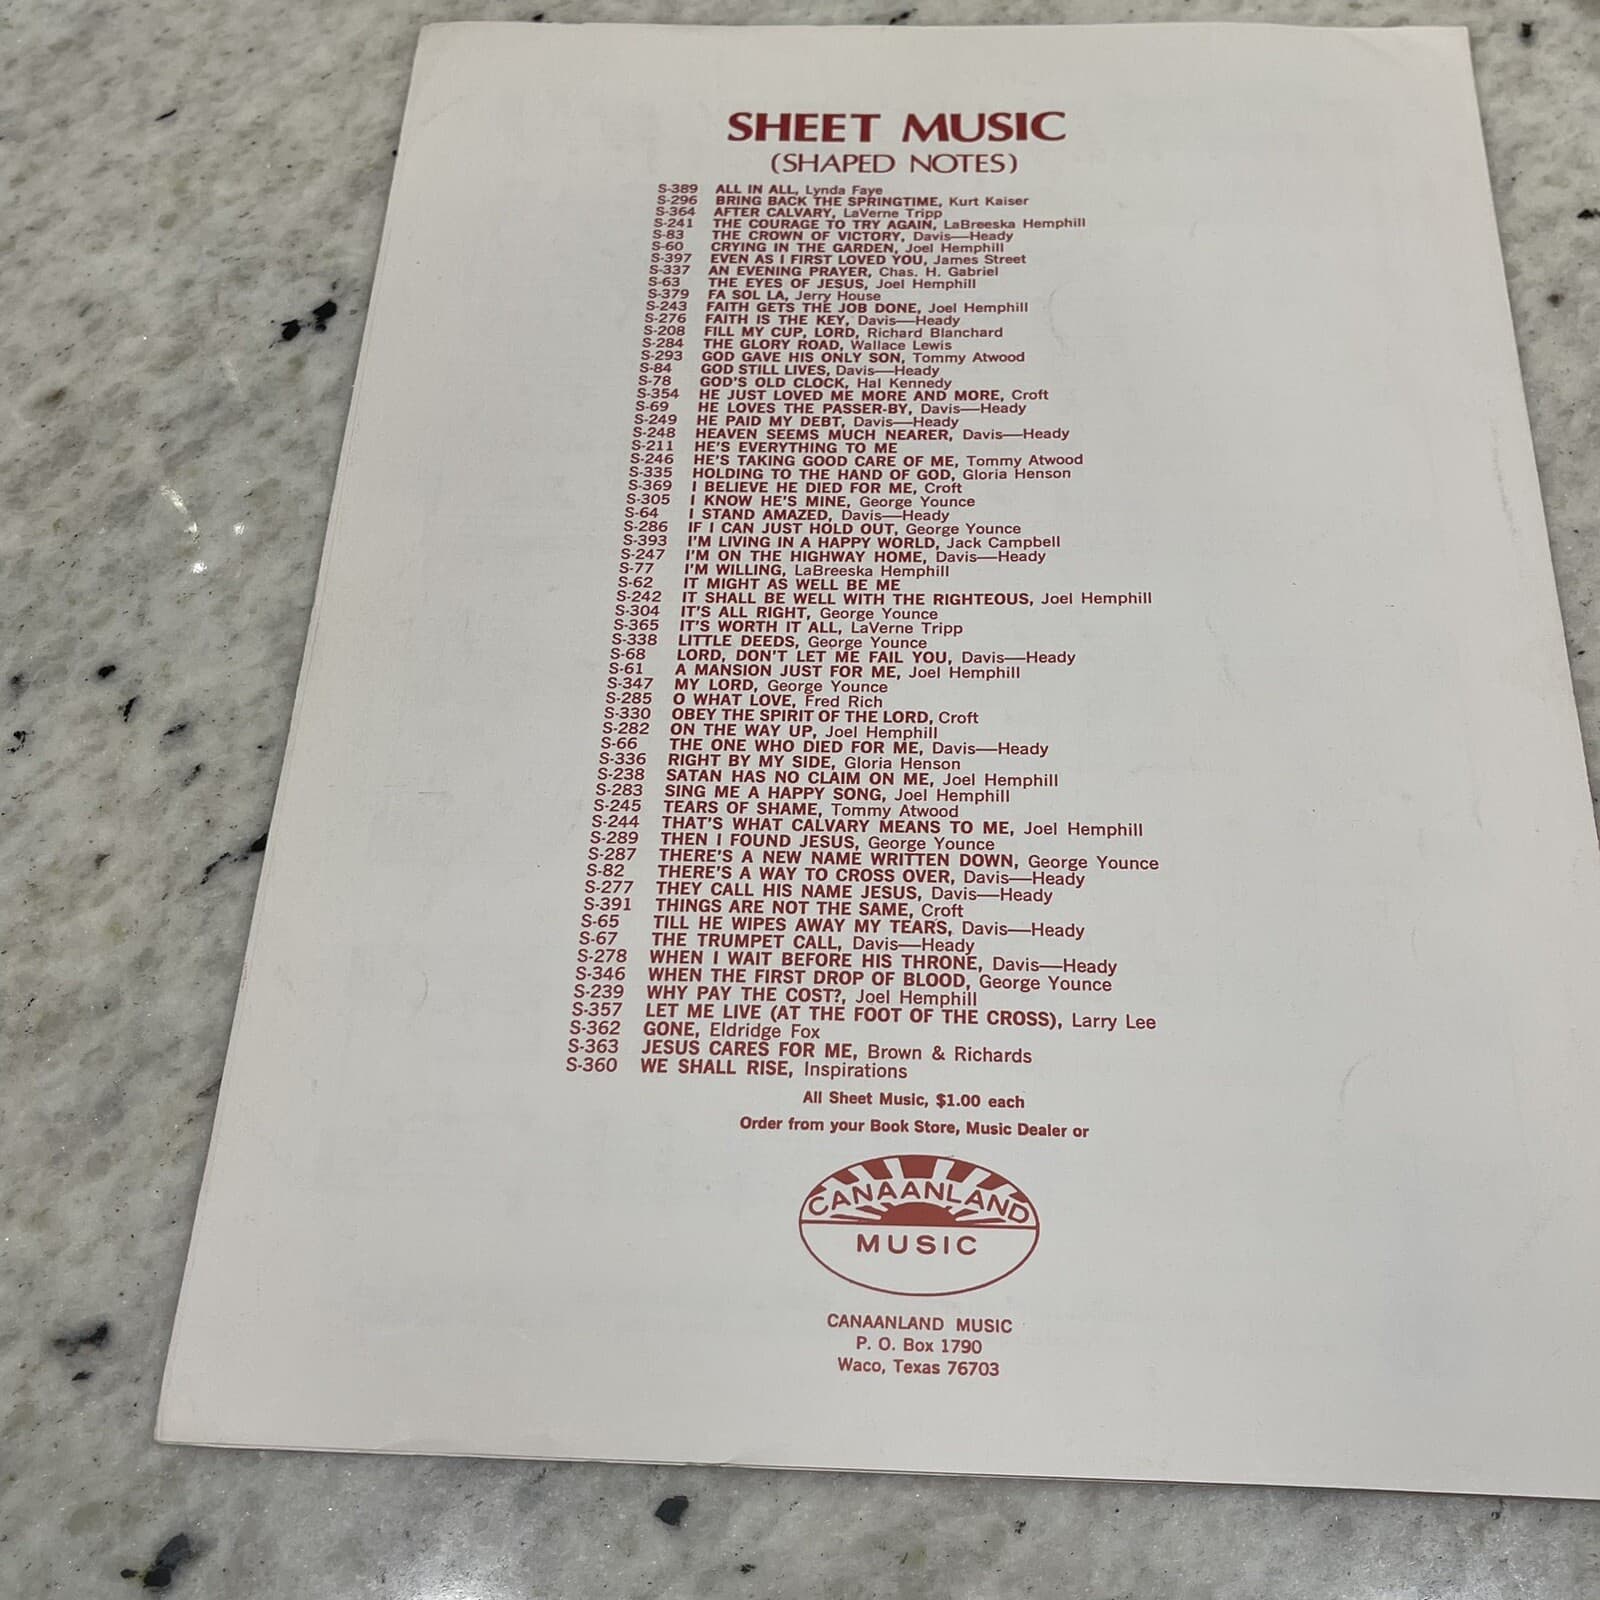 SHEET MUSIC
(SHAPED NOTES)
S-389 ALL IN ALL, Lynda Faye
S-296 BRING BACK THE SPRINGTIME, Kurt Kaiser
S-364 AFTER CALVARY, LaVerne Tripp
S-241 THE COURAGE TO TRY AGAIN, LaBreeska Hemphill
S-83 THE CROWN OF VICTORY, Davis—Heady
S-60 CRYING IN THE GARDEN, Joel Hemphill
S-397 EVEN AS I FIRST LOVED YOU, James Street
S-337 AN EVENING PRAYER, Chas. H. Gabriel
S-63 THE EYES OF JESUS, Joel Hemphill
S-379 FA SOL LA, Jerry House
S-243 FAITH GETS THE JOB DONE, Joel Hemphill
S-276 FAITH IS THE KEY, Davis—Heady
S-208 FILL MY CUP, LORD, Richard Blanchard
S-284 THE GLORY ROAD, Wallace Lewis
S-293 GOD GAVE HIS ONLY SON, Tommy Atwood
S-84 GOD STILL LIVES, Davis—Heady
S-78 GOD'S OLD CLOCK, Hal Kennedy
S-354 HE JUST LOVED ME MORE AND MORE, Croft
S-69 HE LOVES THE PASSER-BY, Davis—Heady
S-249 HE PAID MY DEBT, Davis—Heady
S-248 HEAVEN SEEMS MUCH NEARER, Davis—Heady
S-211 HE'S EVERYTHING TO ME
S-246 HE'S TAKING GOOD CARE OF ME, Tommy Atwood
S-335 HOLDING TO THE HAND OF GOD, Gloria Henson
S-369 I BELIEVE HE DIED FOR ME, Croft
S-305 I KNOW HE'S MINE, George Younce
S-64 I STAND AMAZED, Davis—Heady
S-286 IF I CAN JUST HOLD OUT, George Younce
S-393 I'M LIVING IN A HAPPY WORLD, Jack Campbell
S-247 I'M ON THE HIGHWAY HOME, Davis—Heady
S-77 I'M WILLING, LaBreeska Hemphill
S-62 IT MIGHT AS WELL BE ME
S-242 IT SHALL BE WELL WITH THE RIGHTEOUS, Joel Hemphill
S-304 IT'S ALL RIGHT, George Younce
S-365 IT'S WORTH IT ALL, LaVerne Tripp
S-338 LITTLE DEEDS, George Younce
S-68 LORD, DON'T LET ME FAIL YOU, Davis—Heady
S-61 A MANSION JUST FOR ME, Joel Hemphill
S-347 MY LORD, George Younce
S-285 O WHAT LOVE, Fred Rich
S-330 OBEY THE SPIRIT OF THE LORD, Croft
S-282 ON THE WAY UP, Joel Hemphill
S-66 THE ONE WHO DIED FOR ME, Davis—Heady
S-336 RIGHT BY MY SIDE, Gloria Henson
S-238 SATAN HAS NO CLAIM ON ME, Joel Hemphill
S-283 SING ME A HAPPY SONG, Joel Hemphill
S-245 TEARS OF SHAME, Tommy Atwood
S-244 THAT'S WHAT CALVARY MEANS TO ME, Joel Hemphill
S-289 THEN I FOUND JESUS, George Younce
S-287 THERE'S A NEW NAME WRITTEN DOWN, George Younce
S-82 THERE'S A WAY TO CROSS OVER, Davis—Heady
S-277 THEY CALL HIS NAME JESUS, Davis—Heady
S-391 THINGS ARE NOT THE SAME, Croft
S-65 TILL HE WIPES AWAY MY TEARS, Davis—Heady
S-67 THE TRUMPET CALL, Davis—Heady
S-278 WHEN I WAIT BEFORE HIS THRONE, Davis—Heady
S-346 WHEN THE FIRST DROP OF BLOOD, George Younce
S-239 WHY PAY THE COST?, Joel Hemphill
S-357 LET ME LIVE (AT THE FOOT OF THE CROSS), Larry Lee
S-362 GONE, Eldridge Fox
S-363 JESUS CARES FOR ME, Brown & Richards
S-360 WE SHALL RISE, Inspirations
All Sheet Music, $1.00 each
Order from your Book Store, Music Dealer or
CANAANLAND
MUSIC
CANAANLAND MUSIC
P. O. Box 1790
Waco, Texas 76703